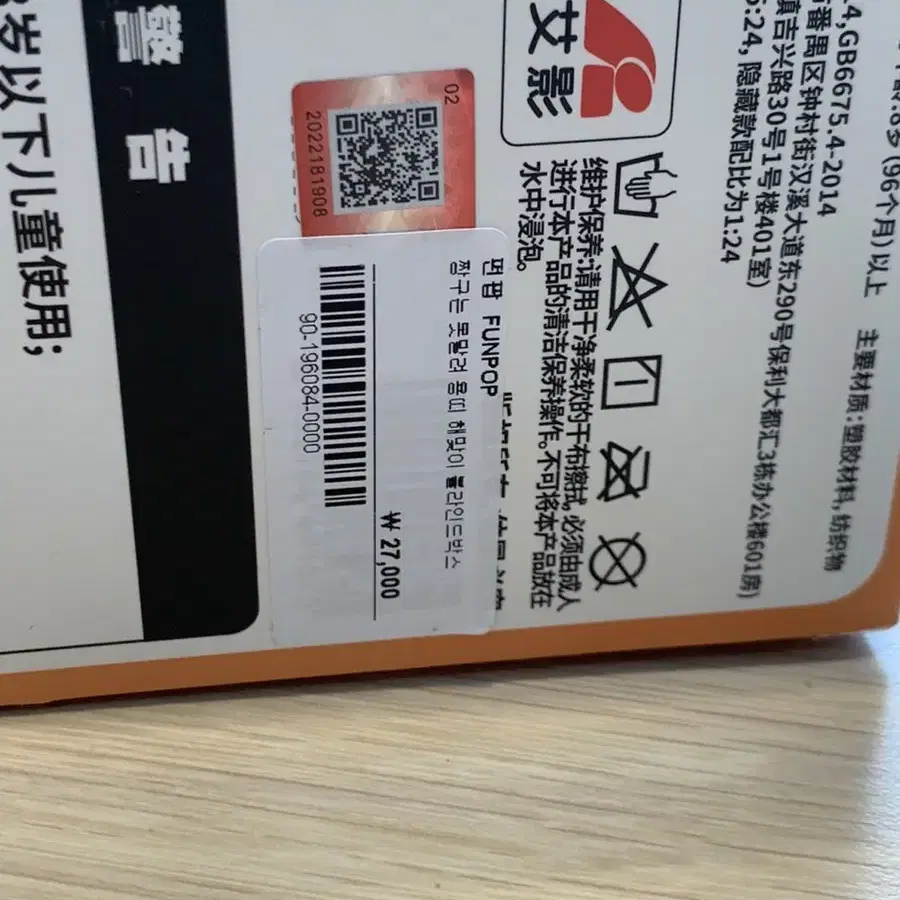 龄:8岁 (96个月)以上 主要材质:塑胶材料, 纺织物
4,GB6675.4-2014
市番禺区钟村街汉溪大道东290号保利大都汇3栋办公楼601房)
镇吉兴路30号1号楼401室)
:24, 隐藏款配比为1:24
艾影
维护保养:请用干净柔软的干布擦拭, 必须由成人
进行本产品的清洁保养操作。不可将本产品放在
水中浸泡。
02
2022181908
펀팝 FUNPOP
짱구는 못말려 용띠 해맞이 블라인드박스
₩ 27,000
90-196084-0000
警告
岁以下儿童使用;